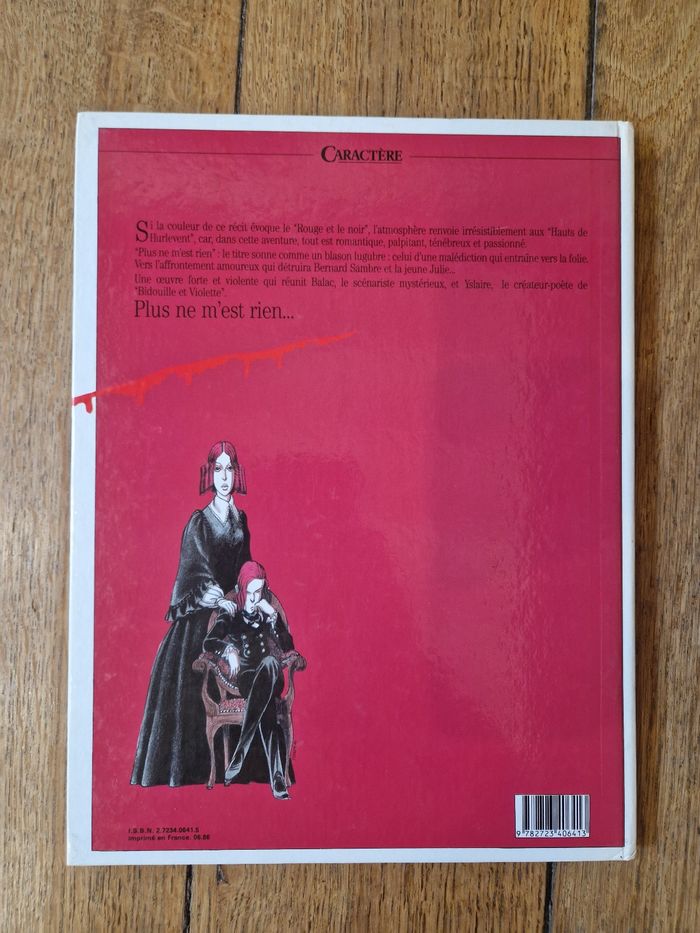 CARACTÈRE
Si la couleur de ce récit évoque le "Rouge et le noir", l'atmosphère renvoie irrésistiblement aux "Hauts de
Hurlevent", car, dans cette aventure, tout est romantique, palpitant, ténébreux et passionné.
"Plus ne m'est rien" : le titre sonne comme un blason lugubre : celui d'une malédiction qui entraîne vers la folie.
Vers l'affrontement amoureux qui détruira Bernard Sambre et la jeune Julie...
Une œuvre forte et violente qui réunit Balac, le scénariste mystérieux, et Yslaire, le créateur-poète de
"Bidouille et Violette".
Plus ne m'est rien...
I.S.B.N. 2.7234.0641.5
Imprimé en France. 06.86
9 782723 406413